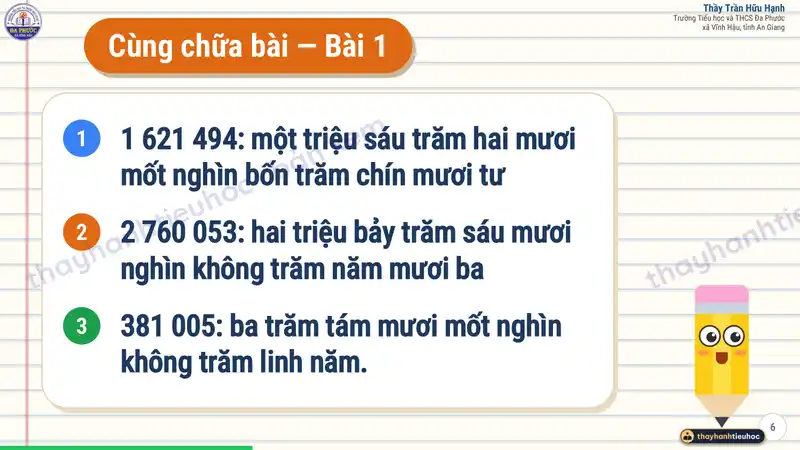 Thầy Trần Hữu Hạnh
Trường Tiểu học và THCS Đa Phước
xã Vĩnh Hậu, tỉnh An Giang
ĐA PHƯỚC
Cùng chữa bài – Bài 1
1
1 621 494: một triệu sáu trăm hai mươi
mốt nghìn bốn trăm chín mươi tư
2
2 760 053: hai triệu bảy trăm sáu mươi
nghìn không trăm năm mươi ba
3
381 005: ba trăm tám mươi mốt nghìn
không trăm linh năm.
6
thayhanhtieuhoc